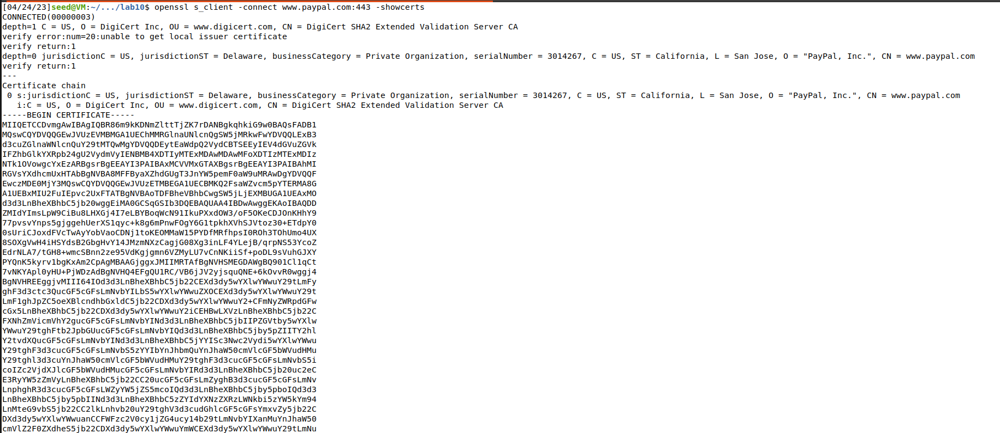 [04/24/23]seed@VM:~/.../lab10$ openssl s_client -connect www.paypal.com:443 -showcerts
CONNECTED(00000003)
depth=1 C = US, O = DigiCert Inc, OU = www.digicert.com, CN = DigiCert SHA2 Extended Validation Server CA
verify error:num=20:unable to get local issuer certificate
verify return:1
depth=0 jurisdictionC = US, jurisdictionST = Delaware, businessCategory = Private Organization, serialNumber = 3014267, C = US, ST = California, L = San Jose, O = "PayPal, Inc.", CN = www.paypal.com
verify return:1
---
Certificate chain
 0 s:jurisdictionC = US, jurisdictionST = Delaware, businessCategory = Private Organization, serialNumber = 3014267, C = US, ST = California, L = San Jose, O = "PayPal, Inc.", CN = www.paypal.com
   i:C = US, O = DigiCert Inc, OU = www.digicert.com, CN = DigiCert SHA2 Extended Validation Server CA
-----BEGIN CERTIFICATE-----
MIIQETCCDvmgAwIBAgIQBR86m9kKDNmZlttTjZK7rDANBgkqhkiG9w0BAQsFADB1
MQswCQYDVQQGEwJVUzEVMBMGA1UEChMMRGlnaUNlcnQgSW5jMRkwFwYDVQQLExB3
d3cuZGlnaWNlcnQuY29tMTQwMgYDVQQDEytEaWdpQ2VydCBTSEEyIEV4dGVuZGVk
IFZhbGlkYXRpb24gU2VydmVyIENBMB4XDTIyMTExMDAwMDAwMFoXDTIzMTExMDIz
NTk1OVowgcYxEzARBgsrBgEEAYI3PAIBAxMCVVMxGTAXBgsrBgEEAYI3PAIBAhMI
RGVsYXdhcmUxHTAbBgNVBA8MFFByaXZhdGUgT3JnYW5pemF0aW9uMRAwDgYDVQQF
EwczMDE0MjY3MQswCQYDVQQGEwJVUzETMBEGA1UECBMKQ2FsaWZvcm5pYTERMA8G
A1UEBxMIU2FuIEpvc2UxFTATBgNVBAoTDFBheVBhbCwgSW5jLjEXMBUGA1UEAxMO
d3d3LnBheXBhbC5jb20wggEiMA0GCSqGSIb3DQEBAQUAA4IBDwAwggEKAoIBAQDD
ZMIdYImsLpW9CiBu8LHXGj4I7eLBYBoqWcN91IkuPXxdOW3/oF5OKeCDJOnKHhY9
77pvsvYnps5gjggehUerXS1qyc+k8g6mPnwFOgY6G1tpkhXVhSJVtoz30+ETdpY0
0sUriCJoxdFVcTwAyYobVaoCDNj1toKEOMMaW15PYDfMRfhpsI0ROh3TOhUmo4UX
8SOXgVwH4iHSYdsB2GbgHvY14JMzmNXzCagjG08Xg3inLF4YLejB/qrpNS53YcoZ
EdrNLA7/tGH8+wmcSBnn2ze95VdKgjgmn6VZMyLU7vCnNKiiSf+poDL9sVuhGJXY
PYQnK5kyrv1bgKxAm2CpAgMBAAGjggxJMIIMRTAfBgNVHSMEGDAWgBQ901Cl1qCt
7vNKYApl0yHU+PjWDzAdBgNVHQ4EFgQU1RC/VB6jJV2yjsquQNE+6kOvvR0wggj4
BgNVHREEggjvMIII64IOd3d3LnBheXBhbC5jb22CEXd3dy5wYXlwYWwuY29tLmFy
ghF3d3ctc3QucGF5cGFsLmNvbYILbS5wYXlwYWwuZXOCEXd3dy5wYXlwYWwuY29t
LmF1ghJpZC5oeXBlcndhbGxldC5jb22CDXd3dy5wYXlwYWwuY2+CFmNyZWRpdGFw
cGx5LnBheXBhbC5jb22CDXd3dy5wYXlwYWwuY2iCEHBwLXVzLnBheXBhbC5jb22C
FXNhZmVicmVhY2gucGF5cGFsLmNvbYINd3d3LnBheXBhbC5jbIIPZGVtby5wYXlw
YWwuY29tghFtb2JpbGUucGF5cGFsLmNvbYIQd3d3LnBheXBhbC5jby5pZIITY2hl
Y2tvdXQucGF5cGFsLmNvbYINd3d3LnBheXBhbC5jYYISc3Nwc2Vydi5wYXlwYWwu
Y29tghF3d3cucGF5cGFsLmNvbS5zZYIbYnJhbmQuYnJhaW50cmVlcGF5bWVudHMu
Y29tghl3d3cuYnJhaW50cmVlcGF5bWVudHMuY29tghF3d3cucGF5cGFsLmNvbS5i
coIZc2VjdXJlcGF5bWVudHMucGF5cGFsLmNvbYIRd3d3LnBheXBhbC5jb20uc2eC
E3RyYW5zZmVyLnBheXBhbC5jb22CC20ucGF5cGFsLmZyghB3d3cucGF5cGFsLmNv
LnphghR3d3cucGF5cGFsLWZyYW5jZS5mcoIQd3d3LnBheXBhbC5jby5pboIQd3d3
LnBheXBhbC5jby5pbIINd3d3LnBheXBhbC5zZYIdYXNzZXRzLWNkbi5zYW5kYm94
LnMteG9vbS5jb22CC2lkLnhvb20uY29tghV3d3cudGhlcGF5cGFsYmxvZy5jb22C
DXd3dy5wYXlwYWwuanCCFWFzc2V0cy1jZG4ucy14b29tLmNvbYIXanMuYnJhaW50
cmVlZ2F0ZXdheS5jb22CDXd3dy5wYXlwYWwuYmWCEXd3dy5wYXlwYWwuY29tLmNu